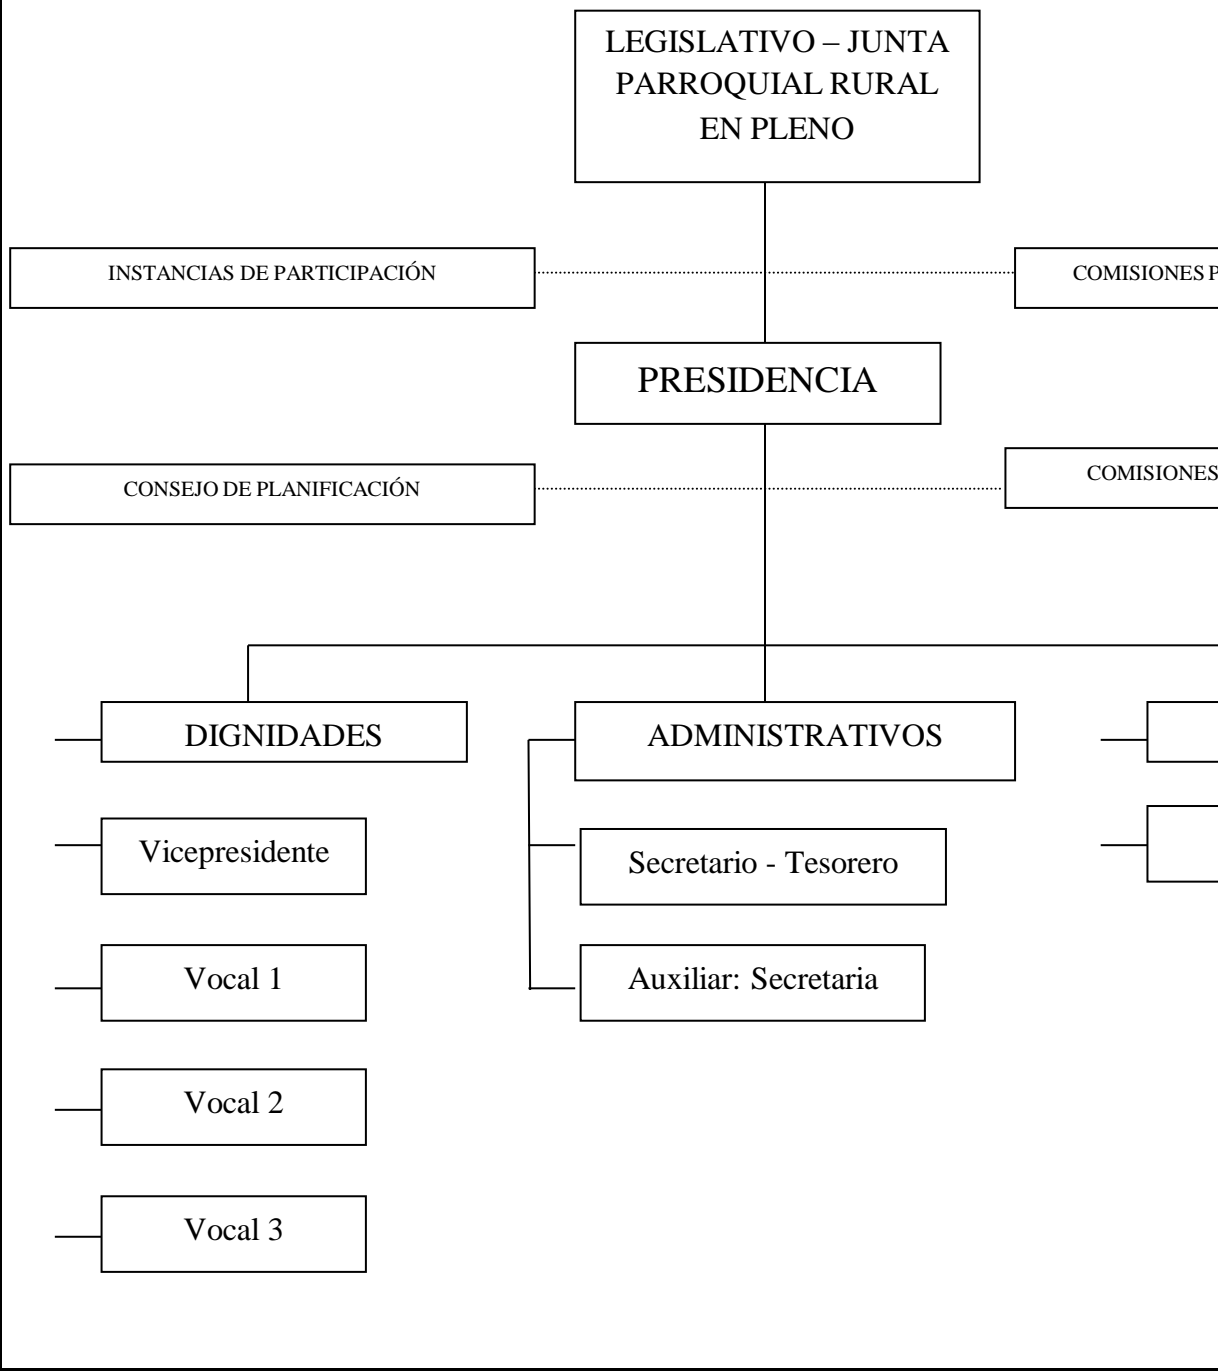 LEGISLATIVO – JUNTA
PARROQUIAL RURAL
EN PLENO
INSTANCIAS DE PARTICIPACIÓN
COMISIONES P
PRESIDENCIA
CONSEJO DE PLANIFICACIÓN
COMISIONES
DIGNIDADES
ADMINISTRATIVOS
Vicepresidente
Secretario - Tesorero
Vocal 1
Auxiliar: Secretaria
Vocal 2
Vocal 3